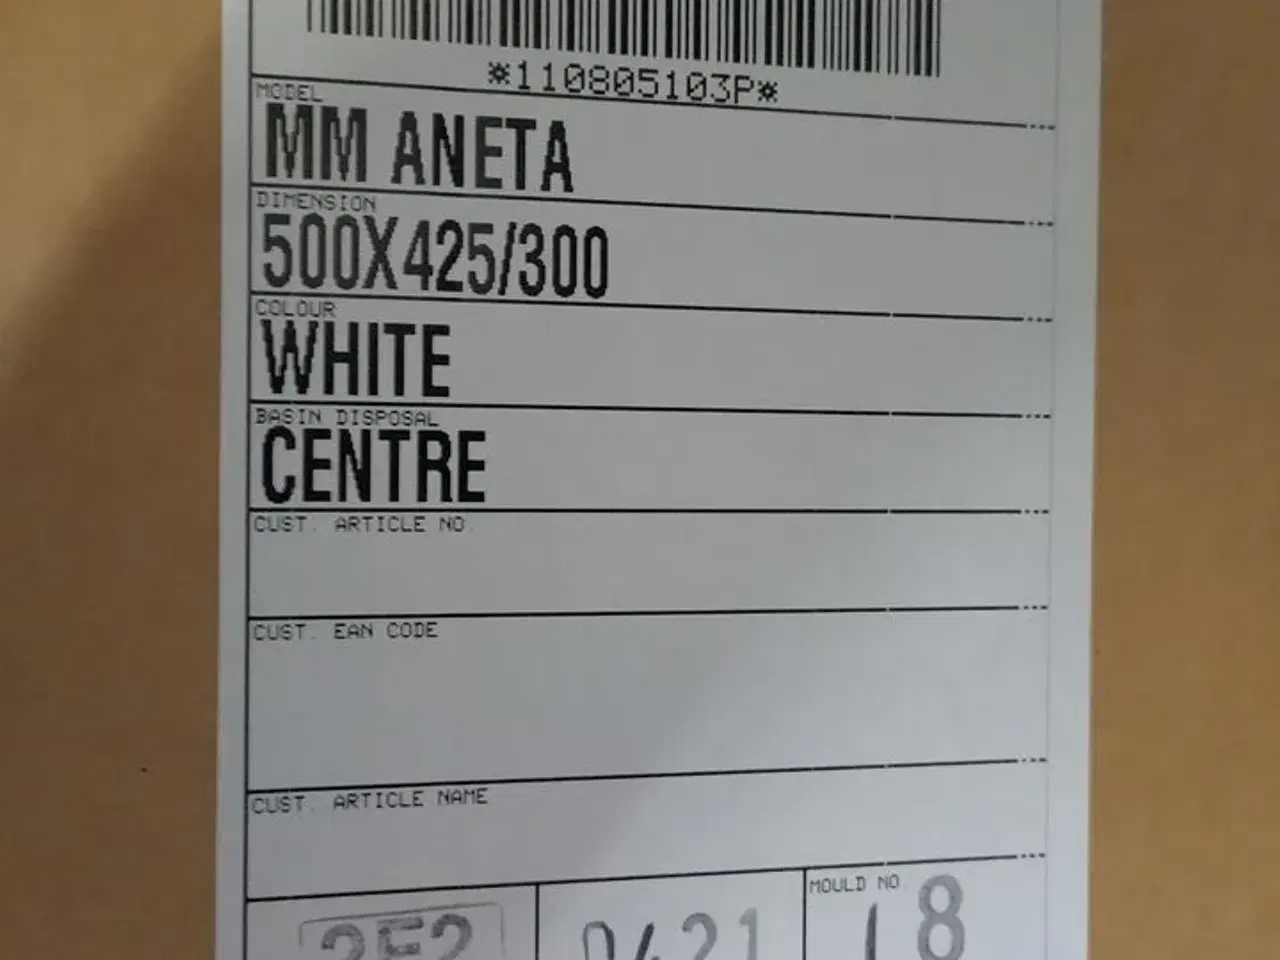 *110805103P*
MODEL
MM ANETA
DIMENSION
500X425/300
COLOUR
WHITE
BASIN DISPOSAL
CENTRE
CUST. ARTICLE NO.
CUST. EAN CODE
CUST. ARTICLE NAME
MOULD NO.
18